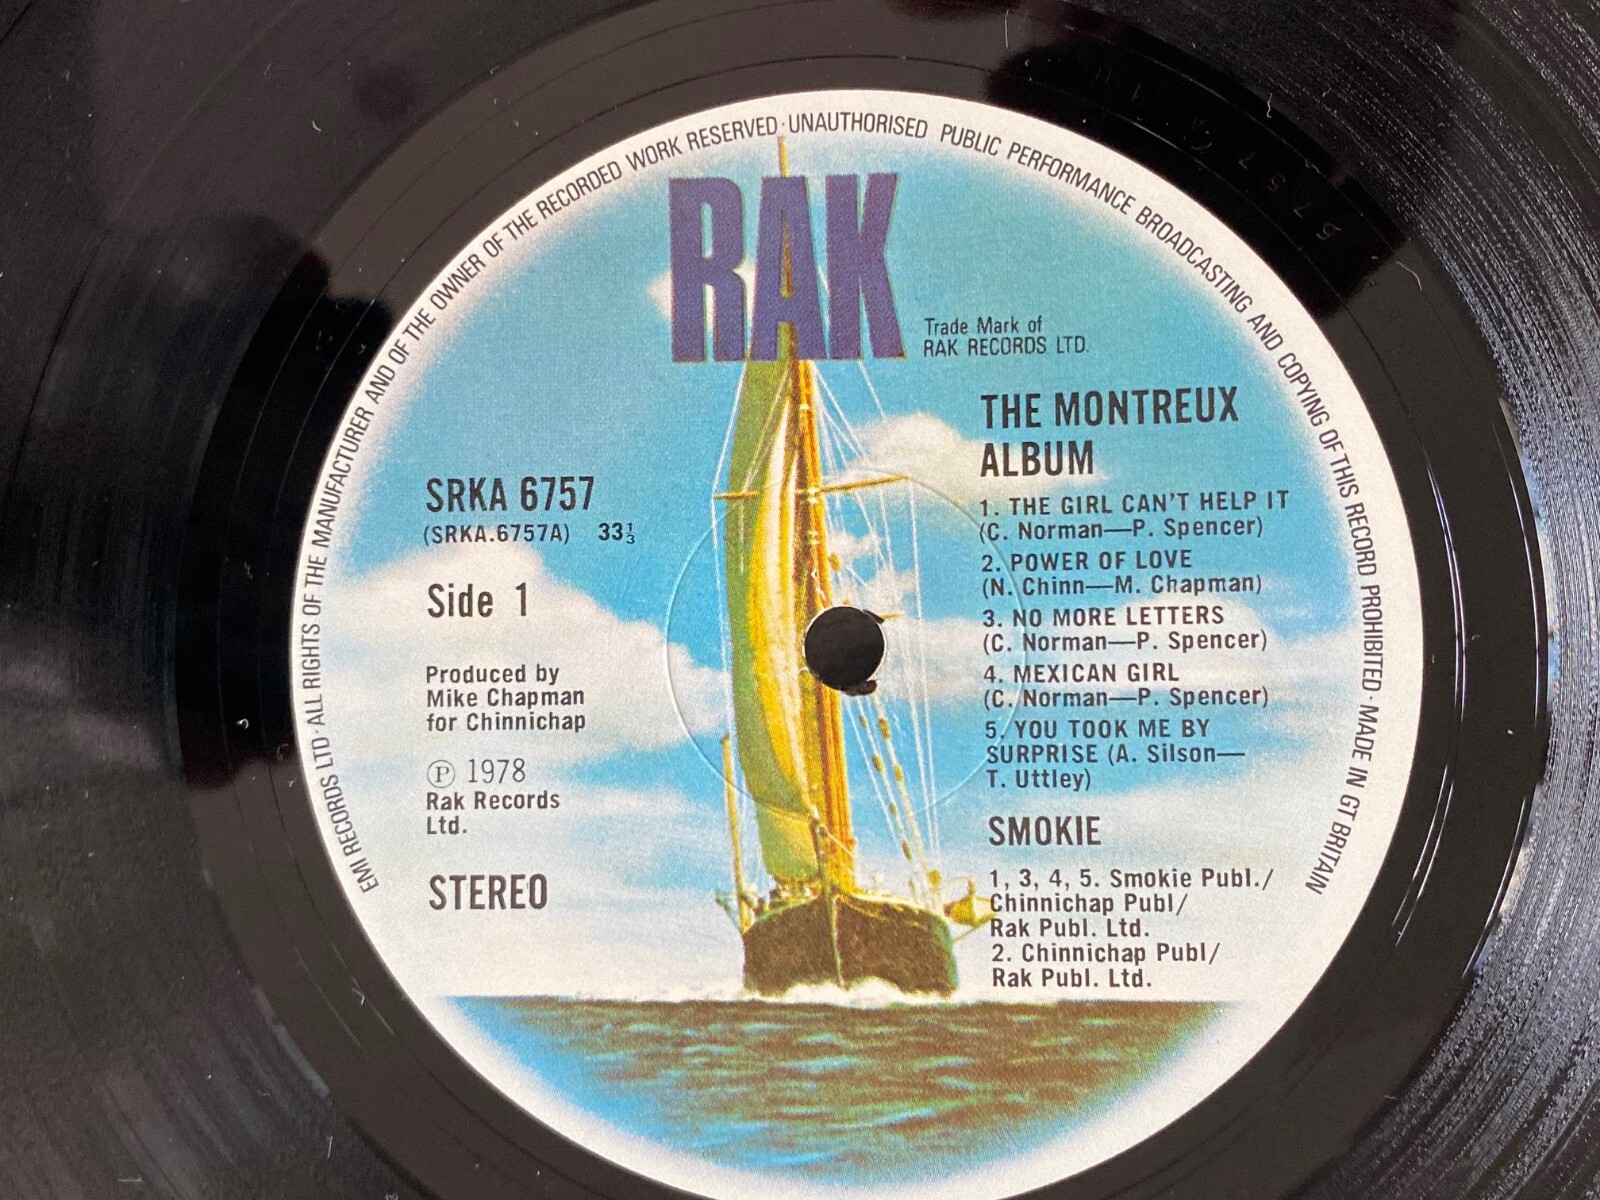 EMI RECORDS LTD · ALL RIGHTS OF THE MANUFACTURER AND OF THE OWNER OF THE RECORDED WORK RESERVED · UNAUTHORISED PUBLIC PERFORMANCE BROADCASTING AND COPYING OF THIS RECORD PROHIBITED · MADE IN GT BRITAIN
RAK
Trade Mark of
RAK RECORDS LTD.
THE MONTREUX
ALBUM
1. THE GIRL CAN'T HELP IT
(C. Norman—P. Spencer)
2. POWER OF LOVE
(N. Chinn—M. Chapman)
3. NO MORE LETTERS
(C. Norman—P. Spencer)
4. MEXICAN GIRL
(C. Norman—P. Spencer)
5. YOU TOOK ME BY
SURPRISE (A. Silson—
T. Uttley)
SMOKIE
1, 3, 4, 5. Smokie Publ./
Chinnichap Publ/
Rak Publ. Ltd.
2. Chinnichap Publ/
Rak Publ. Ltd.
SRKA 6757
(SRKA.6757A) 33⅓
Side 1
Produced by
Mike Chapman
for Chinnichap
℗ 1978
Rak Records
Ltd.
STEREO